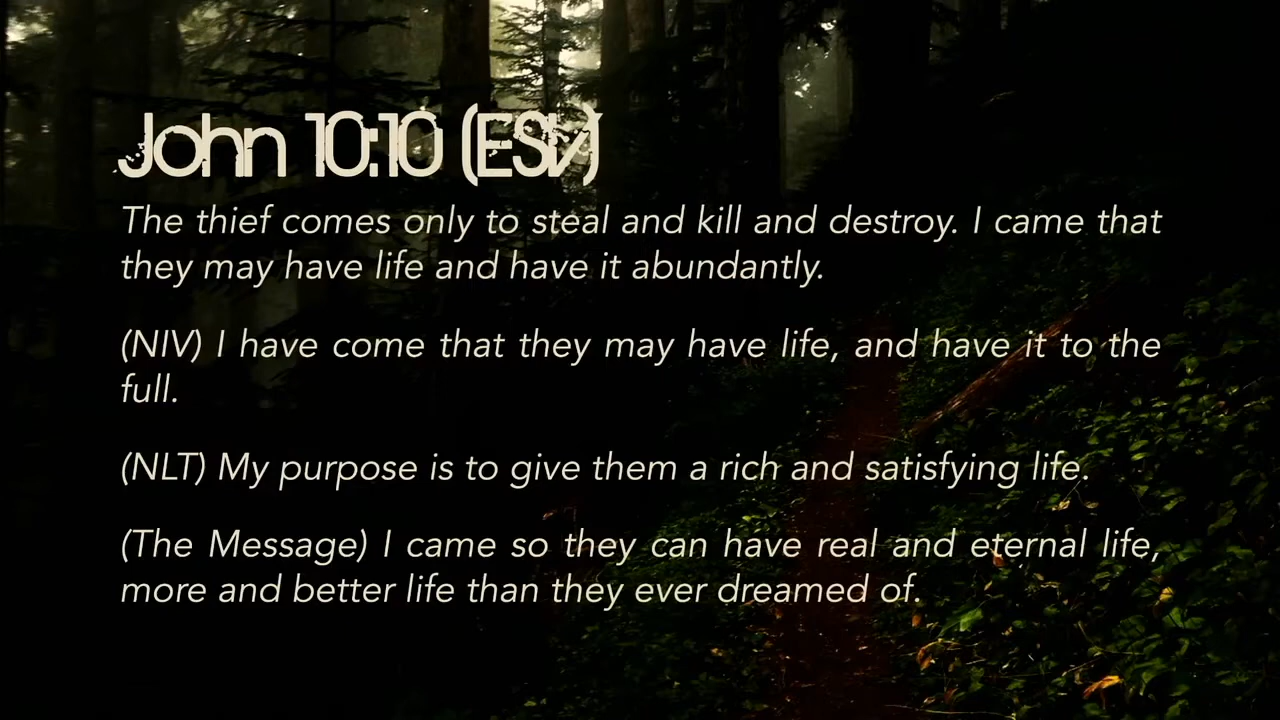 John 10:10 (ESV)
The thief comes only to steal and kill and destroy. I came that
they may have life and have it abundantly.
(NIV) I have come that they may have life, and have it to the
full.
(NLT) My purpose is to give them a rich and satisfying life.
(The Message) I came so they can have real and eternal life,
more and better life than they ever dreamed of.